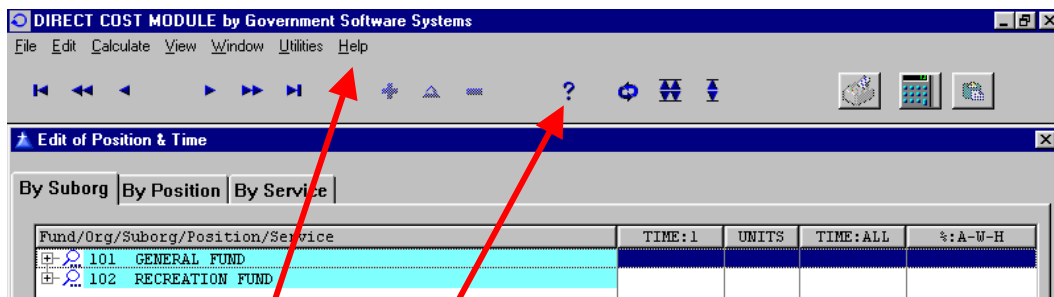 DIRECT COST MODULE by Government Software Systems
File Edit Calculate View Window Utilities Help
?
Edit of Position & Time
By Suborg By Position By Service
Fund/Org/Suborg/Position/Service TIME:1 UNITS TIME:ALL %:A-W-H
101 GENERAL FUND
102 RECREATION FUND